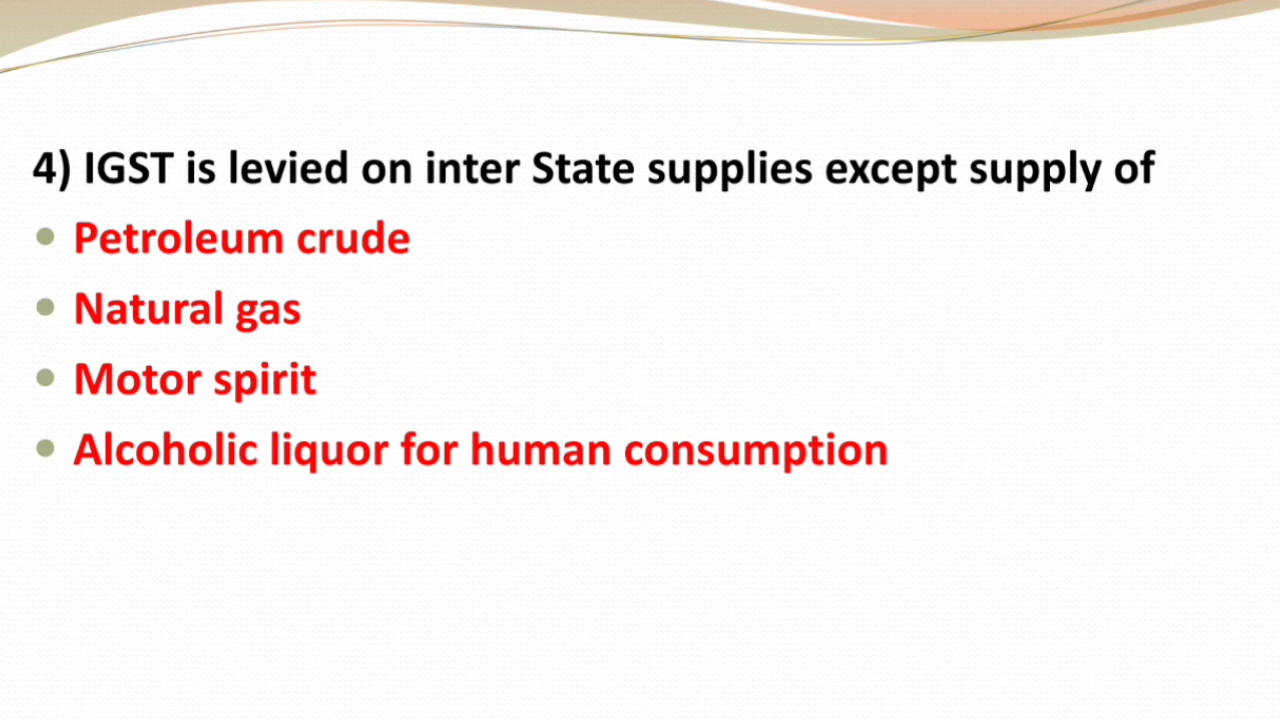 4) IGST is levied on inter State supplies except supply of
• Petroleum crude
• Natural gas
• Motor spirit
• Alcoholic liquor for human consumption